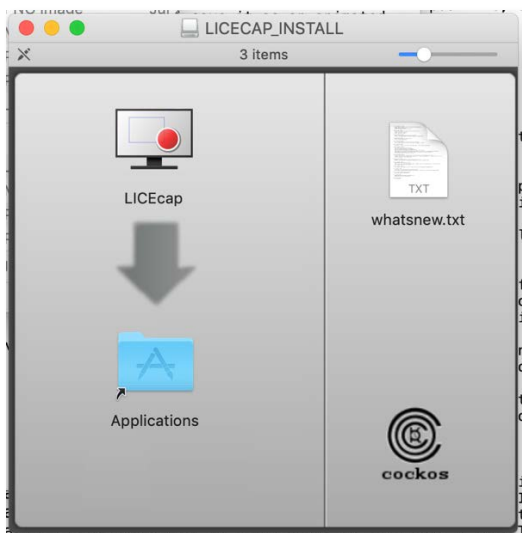 LICECAP_INSTALL
3 items
LICEcap
TXT
whatsnew.txt
Applications
cockos